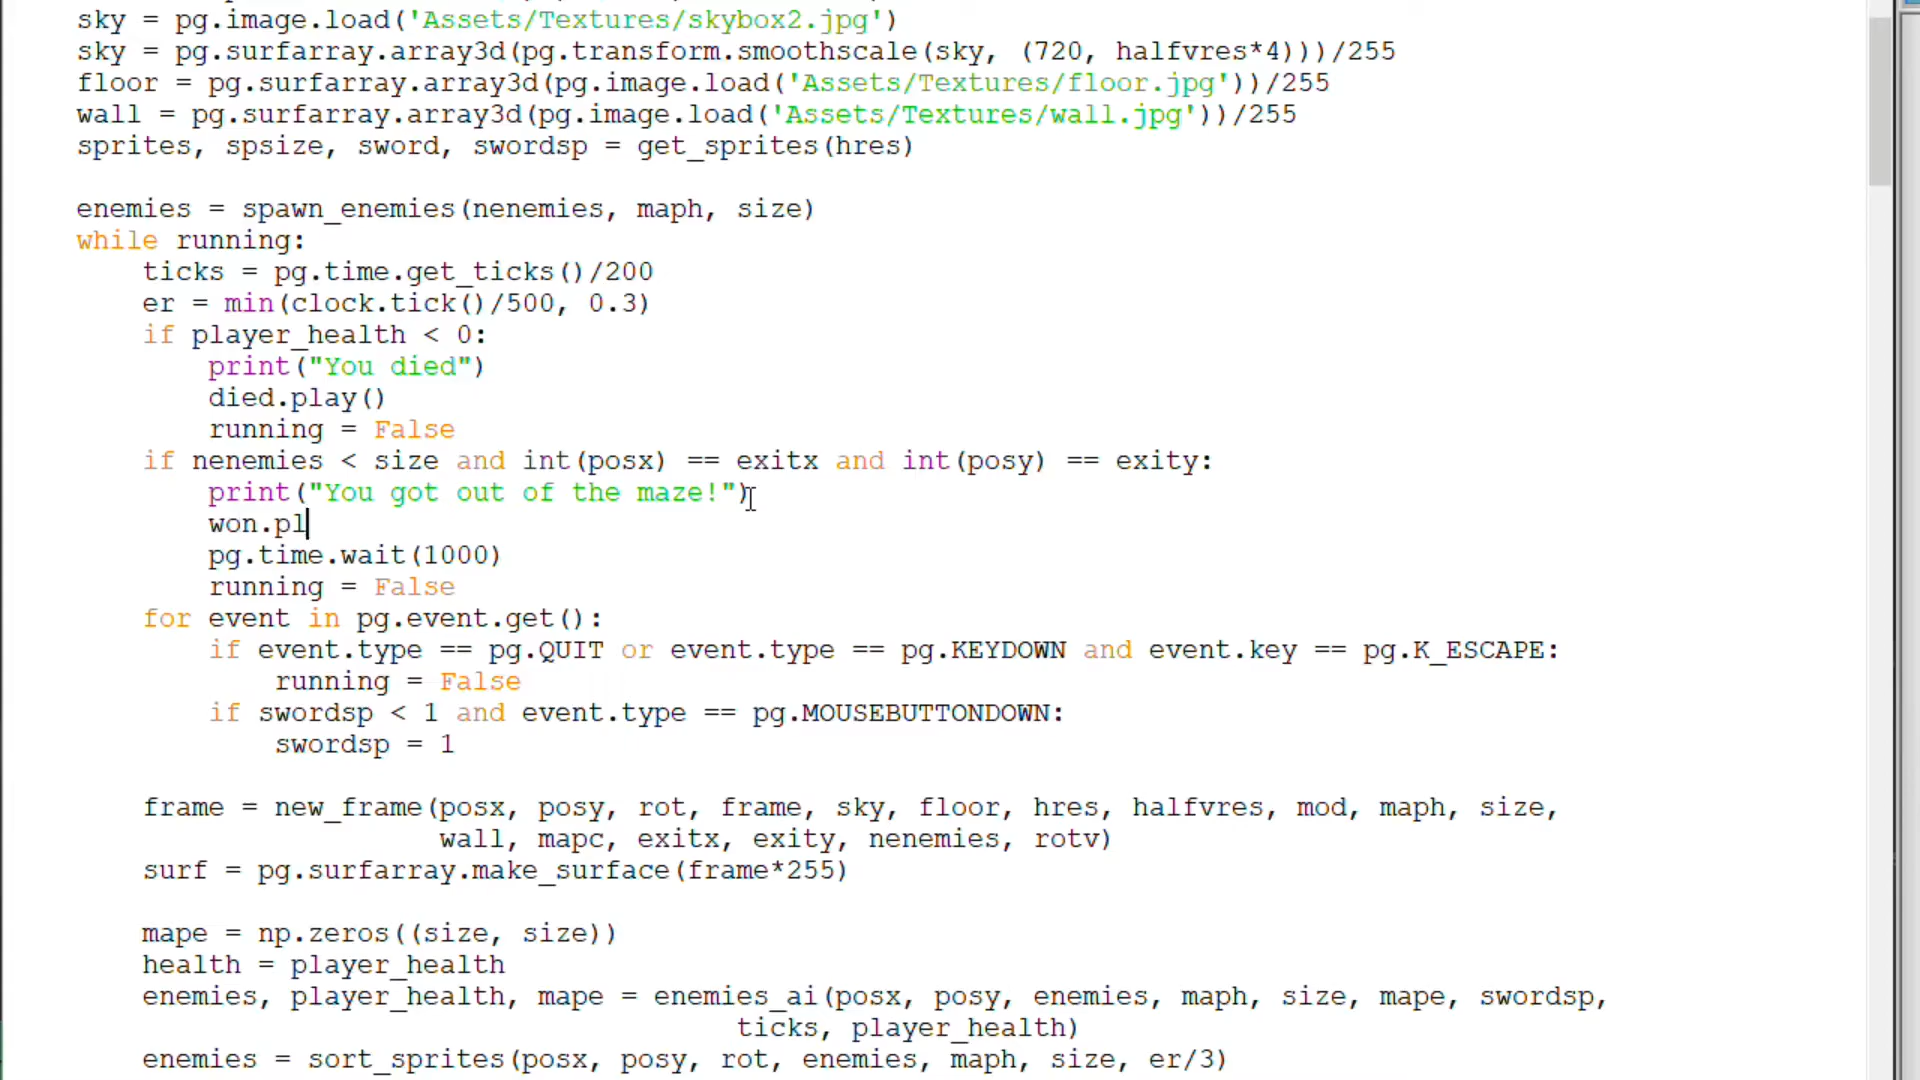 sky = pg.image.load('Assets/Textures/skybox2.jpg')
sky = pg.surfarray.array3d(pg.transform.smoothscale(sky, (720, halfvres*4)))/255
floor = pg.surfarray.array3d(pg.image.load('Assets/Textures/floor.jpg'))/255
wall = pg.surfarray.array3d(pg.image.load('Assets/Textures/wall.jpg'))/255
sprites, spsize, sword, swordsp = get_sprites(hres)

enemies = spawn_enemies(nenemies, maph, size)
while running:
    ticks = pg.time.get_ticks()/200
    er = min(clock.tick()/500, 0.3)
    if player_health < 0:
        print("You died")
        died.play()
        running = False
    if nenemies < size and int(posx) == exitx and int(posy) == exity:
        print("You got out of the maze!")
        won.pl
        pg.time.wait(1000)
        running = False
    for event in pg.event.get():
        if event.type == pg.QUIT or event.type == pg.KEYDOWN and event.key == pg.K_ESCAPE:
            running = False
        if swordsp < 1 and event.type == pg.MOUSEBUTTONDOWN:
            swordsp = 1

    frame = new_frame(posx, posy, rot, frame, sky, floor, hres, halfvres, mod, maph, size,
                      wall, mapc, exitx, exity, nenemies, rotv)
    surf = pg.surfarray.make_surface(frame*255)

    mape = np.zeros((size, size))
    health = player_health
    enemies, player_health, mape = enemies_ai(posx, posy, enemies, maph, size, mape, swordsp,
                                        ticks, player_health)
    enemies = sort_sprites(posx, posy, rot, enemies, maph, size, er/3)